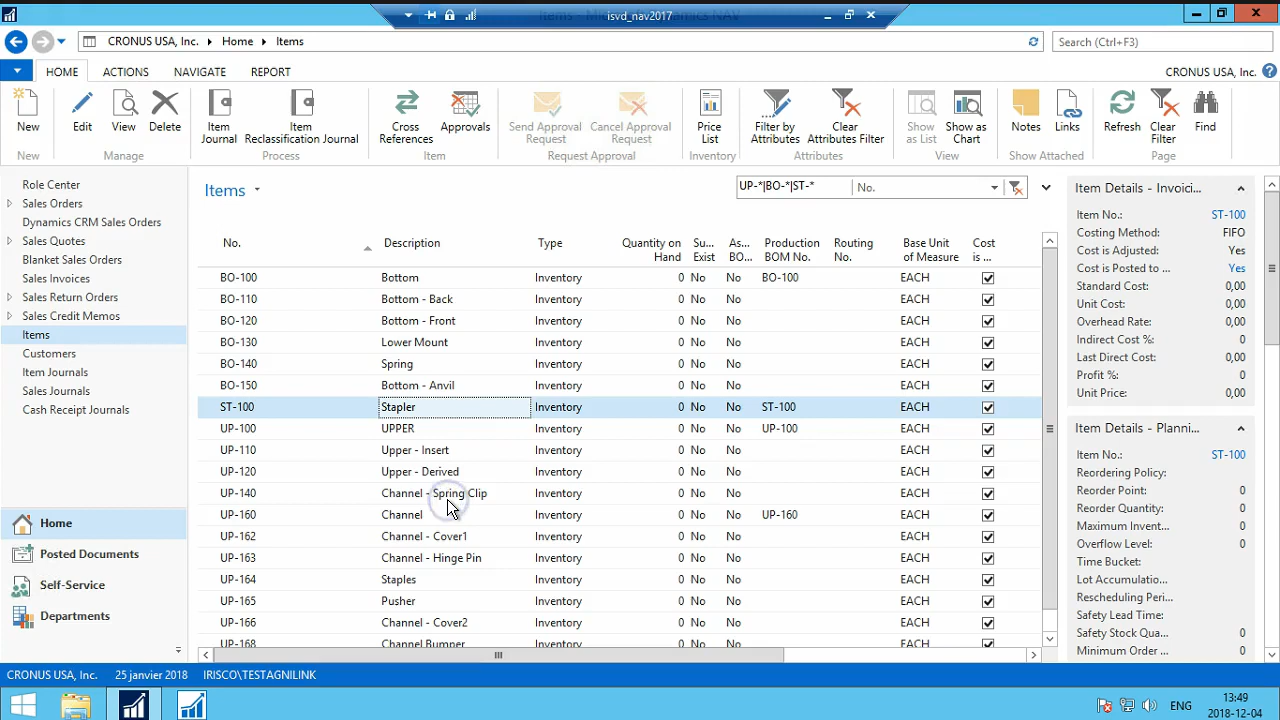 Items - Microsoft Dynamics NAV
isvd_nav2017
CRONUS USA, Inc. Home Items
Search (Ctrl+F3)
HOME ACTIONS NAVIGATE REPORT
CRONUS USA, Inc.
New
Edit
View
Delete
Item Journal
Item Reclassification Journal
Cross References
Approvals
Send Approval Request
Cancel Approval Request
Price List
Filter by Attributes
Clear Attributes Filter
Show as List
Show as Chart
Notes
Links
Refresh
Clear Filter
Find
New Manage Process Item Request Approval Inventory Attributes View Show Attached Page
Role Center
Sales Orders
Dynamics CRM Sales Orders
Sales Quotes
Blanket Sales Orders
Sales Invoices
Sales Return Orders
Sales Credit Memos
Items
Customers
Item Journals
Sales Journals
Cash Receipt Journals
Home
Posted Documents
Self-Service
Departments
Items
UP-*|BO-*|ST-* No.
No. Description Type Quantity on Hand Su... Exist As... BO... Production BOM No. Routing No. Base Unit of Measure Cost is ...
BO-100 Bottom Inventory 0 No No BO-100 EACH
BO-110 Bottom - Back Inventory 0 No No EACH
BO-120 Bottom - Front Inventory 0 No No EACH
BO-130 Lower Mount Inventory 0 No No EACH
BO-140 Spring Inventory 0 No No EACH
BO-150 Bottom - Anvil Inventory 0 No No EACH
ST-100 Stapler Inventory 0 No No ST-100 EACH
UP-100 UPPER Inventory 0 No No UP-100 EACH
UP-110 Upper - Insert Inventory 0 No No EACH
UP-120 Upper - Derived Inventory 0 No No EACH
UP-140 Channel - Spring Clip Inventory 0 No No EACH
UP-160 Channel Inventory 0 No No UP-160 EACH
UP-162 Channel - Cover1 Inventory 0 No No EACH
UP-163 Channel - Hinge Pin Inventory 0 No No EACH
UP-164 Staples Inventory 0 No No EACH
UP-165 Pusher Inventory 0 No No EACH
UP-166 Channel - Cover2 Inventory 0 No No EACH
UP-168 Channel Bumper Inventory 0 No No EACH
Item Details - Invoici...
Item No.: ST-100
Costing Method: FIFO
Cost is Adjusted: Yes
Cost is Posted to ... Yes
Standard Cost: 0,00
Unit Cost: 0,00
Overhead Rate: 0,00
Indirect Cost %: 0
Last Direct Cost: 0,00
Profit %: 0
Unit Price: 0,00
Item Details - Planni...
Item No.: ST-100
Reordering Policy:
Reorder Point: 0
Reorder Quantity: 0
Maximum Invent... 0
Overflow Level: 0
Time Bucket:
Lot Accumulatio...
Rescheduling Peri...
Safety Lead Time:
Safety Stock Qua... 0
Minimum Order ... 0
CRONUS USA, Inc. 25 janvier 2018 IRISCO\TESTAGNILINK
ENG
13:49
2018-12-04